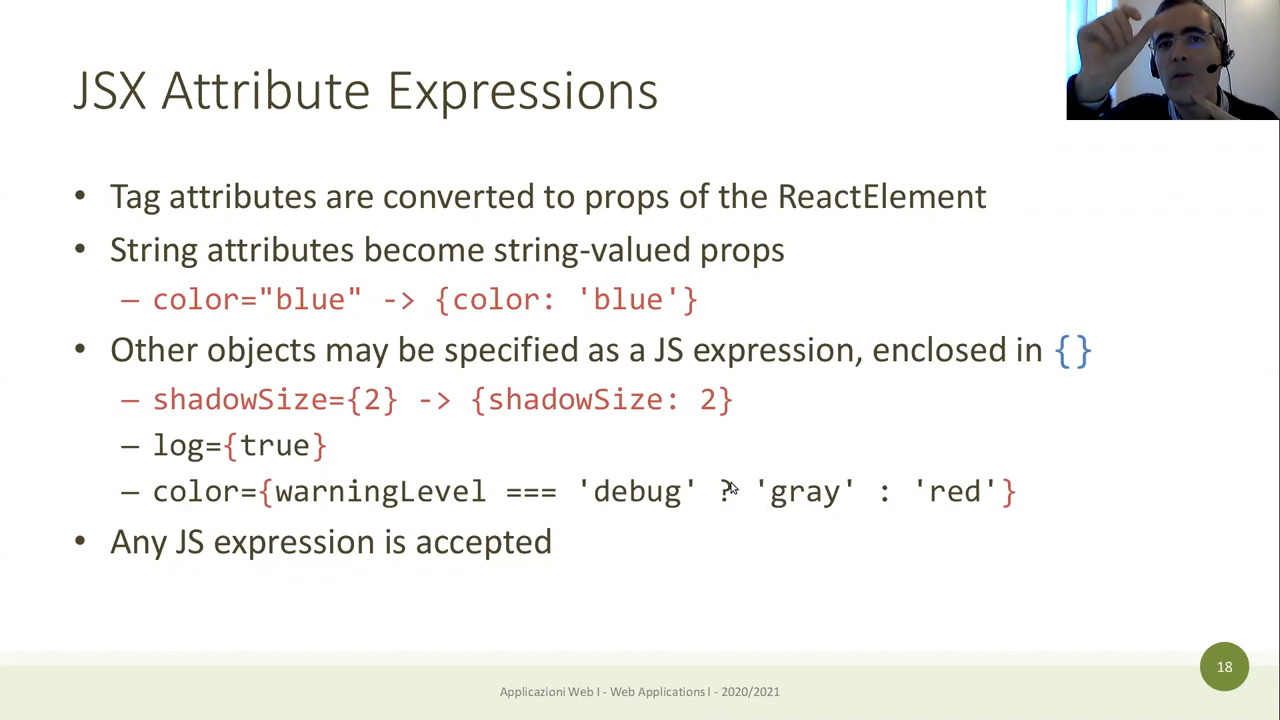 JSX Attribute Expressions
• Tag attributes are converted to props of the ReactElement
• String attributes become string-valued props
– color="blue" -> {color: 'blue'}
• Other objects may be specified as a JS expression, enclosed in {}
– shadowSize={2} -> {shadowSize: 2}
– log={true}
– color={warningLevel === 'debug' ? 'gray' : 'red'}
• Any JS expression is accepted
18
Applicazioni Web I - Web Applications I - 2020/2021